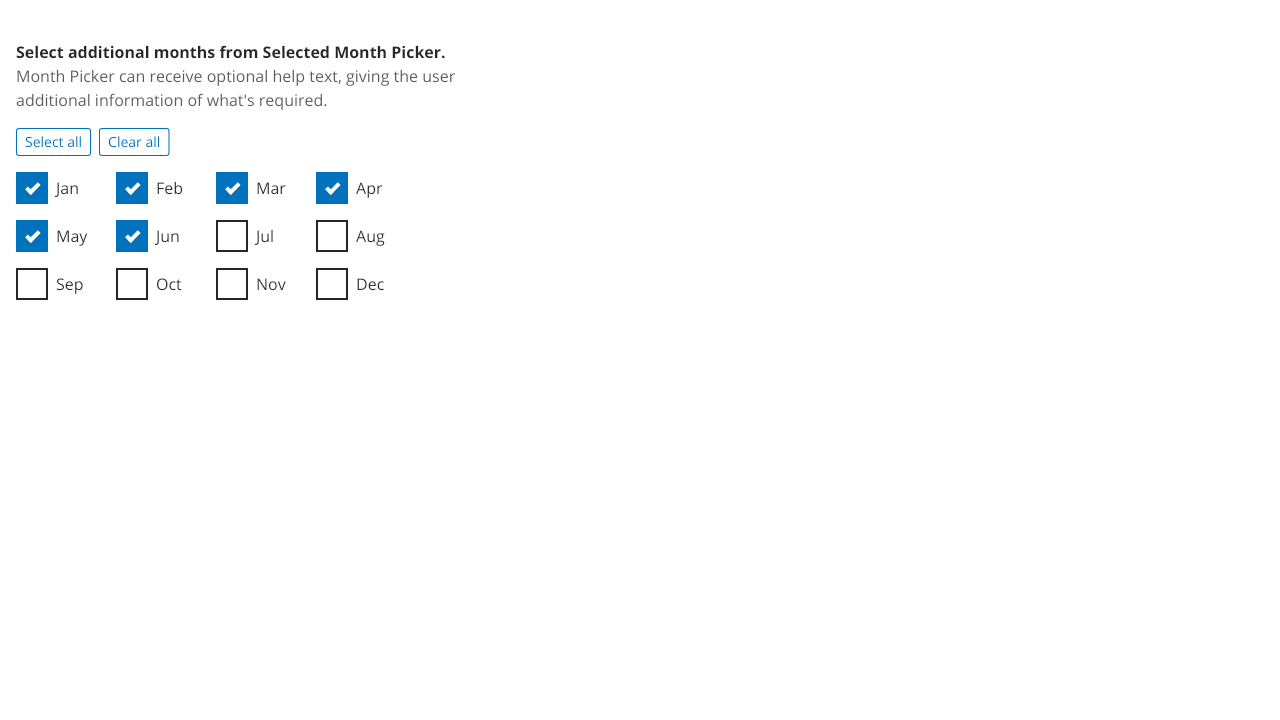 Select additional months from Selected Month Picker.
Month Picker can receive optional help text, giving the user
additional information of what's required.
Select all Clear all
Jan Feb Mar Apr
May Jun Jul Aug
Sep Oct Nov Dec